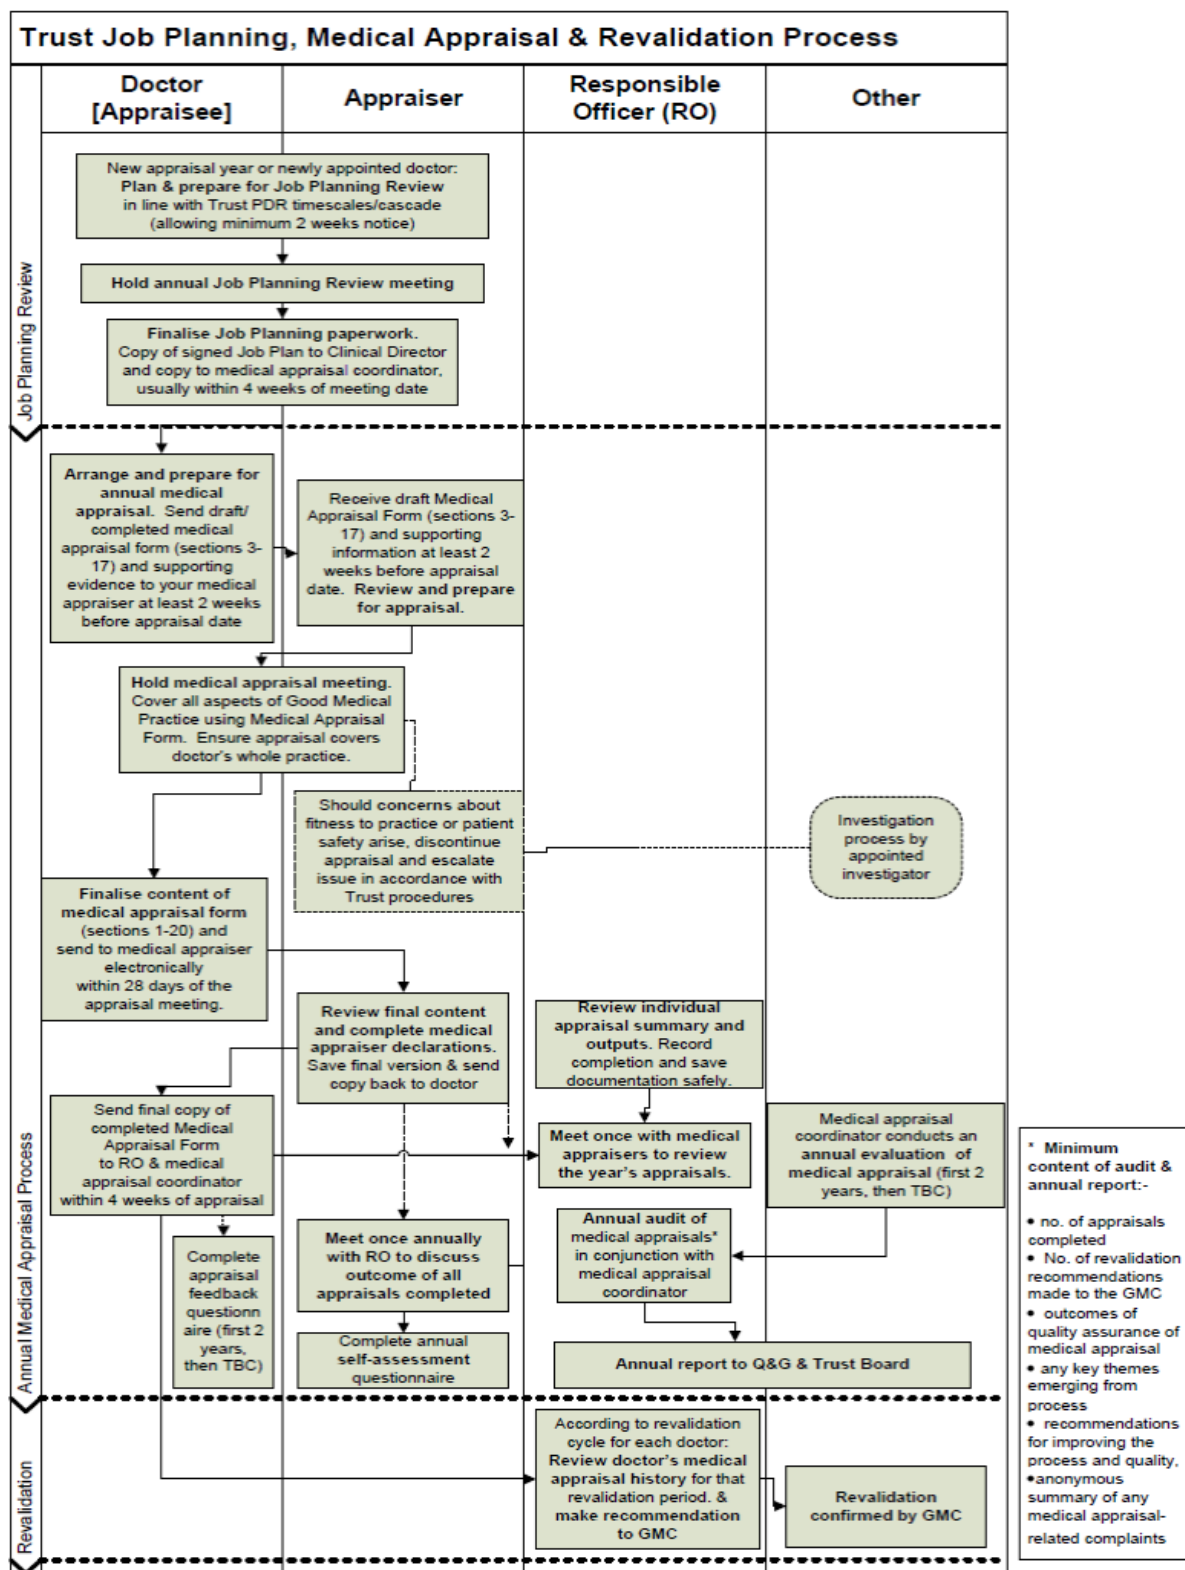 Trust Job Planning, Medical Appraisal & Revalidation Process
Doctor
[Appraisee]
Appraiser
Responsible
Officer (RO)
Other
Job Planning Review
New appraisal year or newly appointed doctor:
Plan & prepare for Job Planning Review
in line with Trust PDR timescales/cascade
(allowing minimum 2 weeks notice)
Hold annual Job Planning Review meeting
Finalise Job Planning paperwork.
Copy of signed Job Plan to Clinical Director
and copy to medical appraisal coordinator,
usually within 4 weeks of meeting date
Annual Medical Appraisal Process
Arrange and prepare for
annual medical
appraisal. Send draft/
completed medical
appraisal form (sections 3-
17) and supporting
evidence to your medical
appraiser at least 2 weeks
before appraisal date
Receive draft Medical
Appraisal Form (sections 3-
17) and supporting
information at least 2
weeks before appraisal
date. Review and prepare
for appraisal.
Hold medical appraisal meeting.
Cover all aspects of Good Medical
Practice using Medical Appraisal
Form. Ensure appraisal covers
doctor's whole practice.
Should concerns about
fitness to practice or patient
safety arise, discontinue
appraisal and escalate
issue in accordance with
Trust procedures
Investigation
process by
appointed
investigator
Finalise content of
medical appraisal form
(sections 1-20) and
send to medical appraiser
electronically
within 28 days of the
appraisal meeting.
Review final content
and complete medical
appraiser declarations.
Save final version & send
copy back to doctor
Review individual
appraisal summary and
outputs. Record
completion and save
documentation safely.
Send final copy of
completed Medical
Appraisal Form
to RO & medical
appraisal coordinator
within 4 weeks of appraisal
Meet once with medical
appraisers to review
the year's appraisals.
Medical appraisal
coordinator conducts an
annual evaluation of
medical appraisal (first 2
years, then TBC)
Complete
appraisal
feedback
questionn
aire (first 2
years,
then TBC)
Meet once annually
with RO to discuss
outcome of all
appraisals completed
Annual audit of
medical appraisals*
in conjunction with
medical appraisal
coordinator
Complete annual
self-assessment
questionnaire
Annual report to Q&G & Trust Board
Revalidation
According to revalidation
cycle for each doctor:
Review doctor's medical
appraisal history for that
revalidation period. &
make recommendation
to GMC
Revalidation
confirmed by GMC
* Minimum
content of audit &
annual report:-
• no. of appraisals
completed
• No. of revalidation
recommendations
made to the GMC
• outcomes of
quality assurance of
medical appraisal
• any key themes
emerging from
process
• recommendations
for improving the
process and quality,
•anonymous
summary of any
medical appraisal-
related complaints